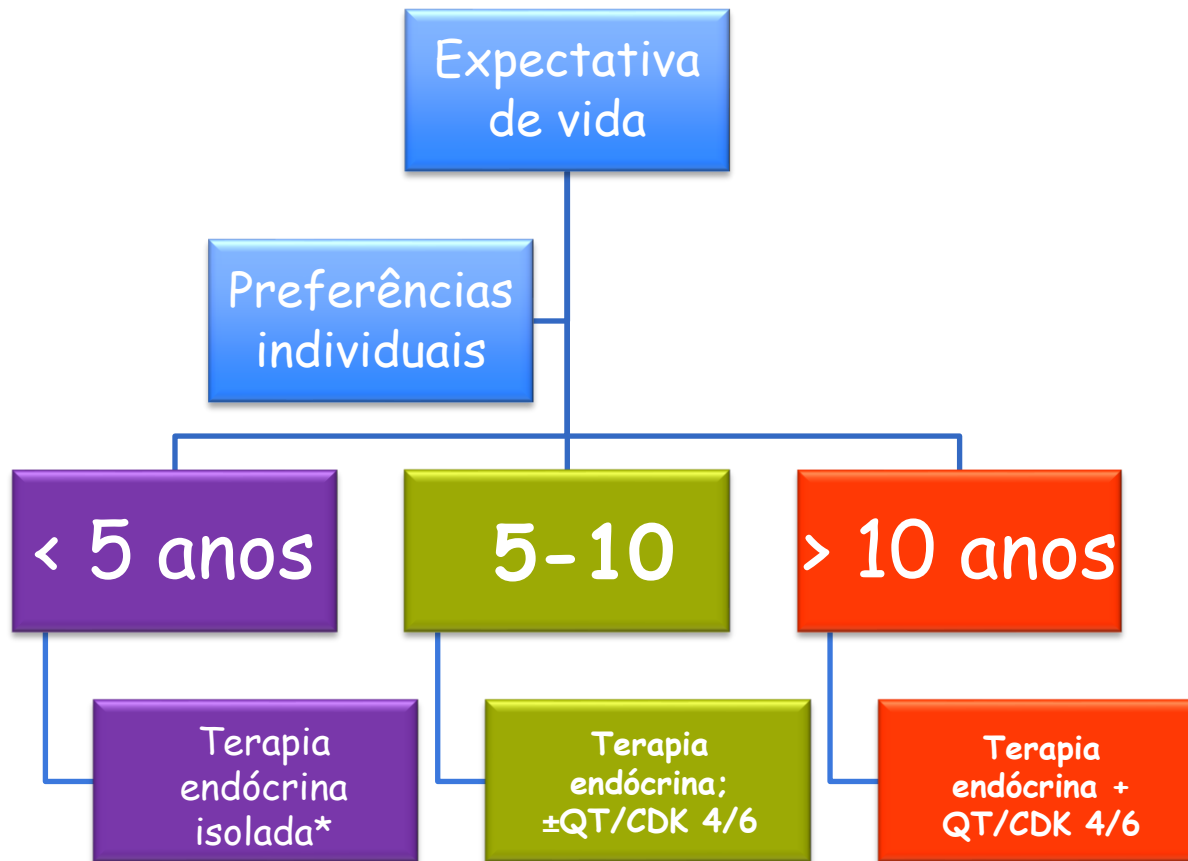 Expectativa
de vida
Preferências
individuais
< 5 anos
5-10
> 10 anos
Terapia
endócrina
isolada*
Terapia
endócrina;
±QT/CDK 4/6
Terapia
endócrina +
QT/CDK 4/6